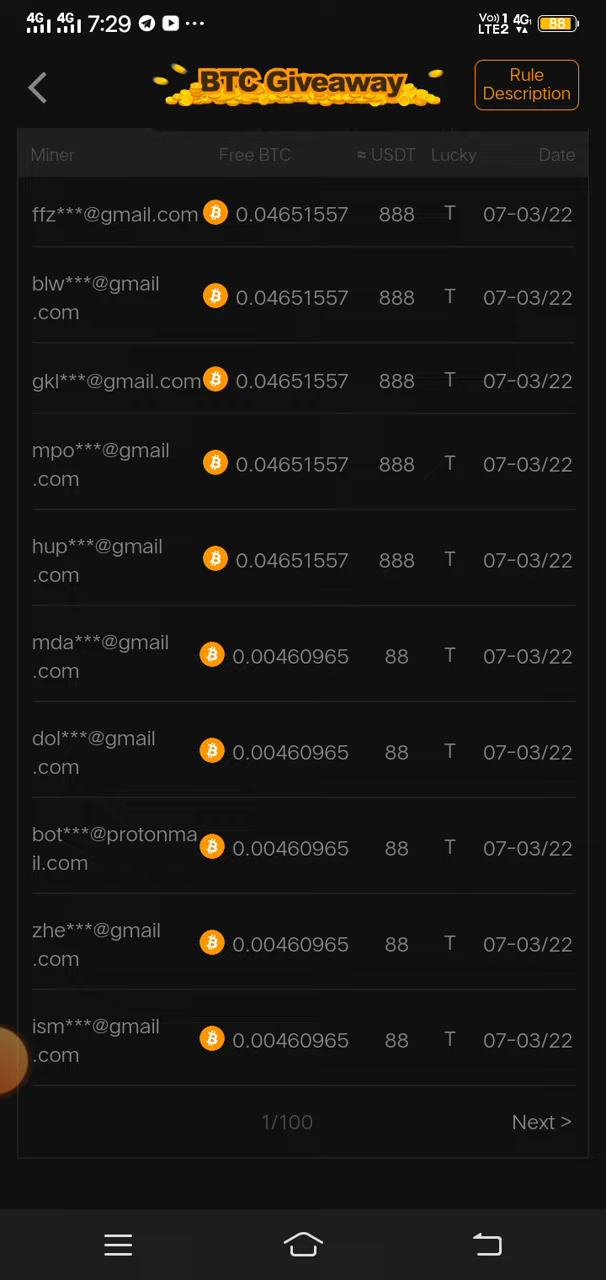 4G 4G 7:29 ··· Vo)) 1 LTE2 4G 88
BTC Giveaway
Rule
Description
Miner Free BTC ≈ USDT Lucky Date
ffz***@gmail.com 0.04651557 888 T 07-03/22
blw***@gmail
.com 0.04651557 888 T 07-03/22
gkl***@gmail.com 0.04651557 888 T 07-03/22
mpo***@gmail
.com 0.04651557 888 T 07-03/22
hup***@gmail
.com 0.04651557 888 T 07-03/22
mda***@gmail
.com 0.00460965 88 T 07-03/22
dol***@gmail
.com 0.00460965 88 T 07-03/22
bot***@protonma
il.com 0.00460965 88 T 07-03/22
zhe***@gmail
.com 0.00460965 88 T 07-03/22
ism***@gmail
.com 0.00460965 88 T 07-03/22
1/100 Next >